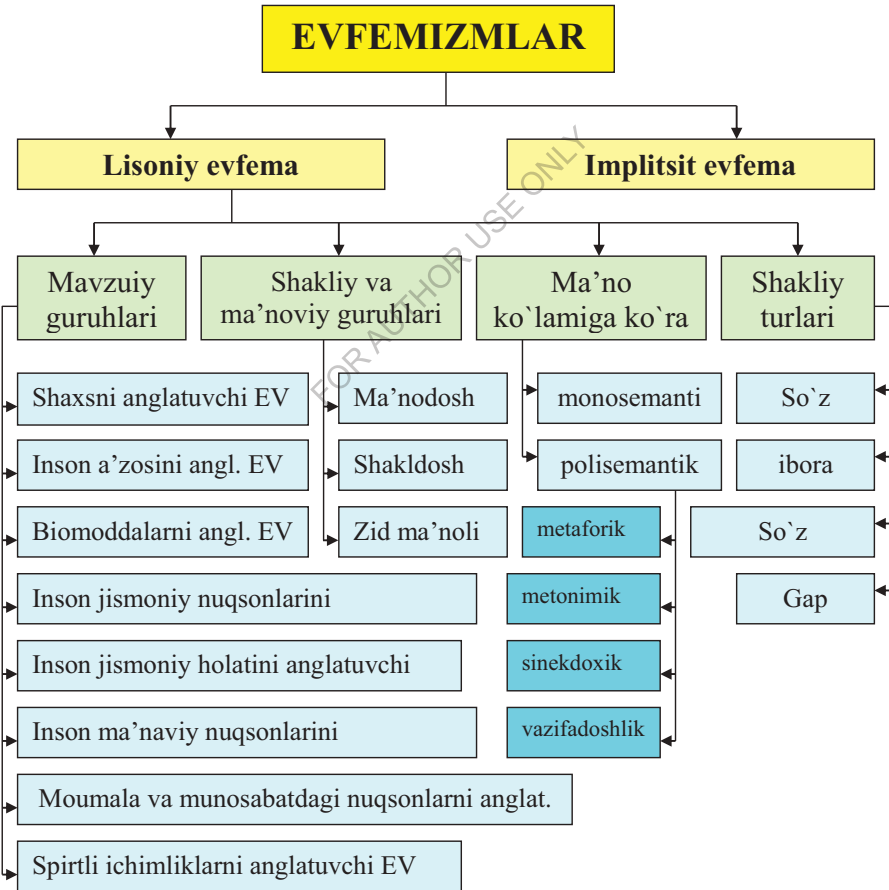 EVFEMIZMLAR
Lisoniy evfema
Implitsit evfema
FOR AUTHOR USE ONLY
Mavzuiy
guruhlari
Shakliy va
ma’noviy guruhlari
Ma’no
ko`lamiga ko`ra
Shakliy
turlari
Shaxsni anglatuvchi EV
Inson a’zosini angl. EV
Biomoddalarni angl. EV
Inson jismoniy nuqsonlarini
Inson jismoniy holatini anglatuvchi
Inson ma’naviy nuqsonlarini
Moumala va munosabatdagi nuqsonlarni anglat.
Spirtli ichimliklarni anglatuvchi EV
Ma’nodosh
Shakldosh
Zid ma’noli
monosemanti
polisemantik
metaforik
metonimik
sinekdoxik
vazifadoshlik
So`z
ibora
So`z
Gap